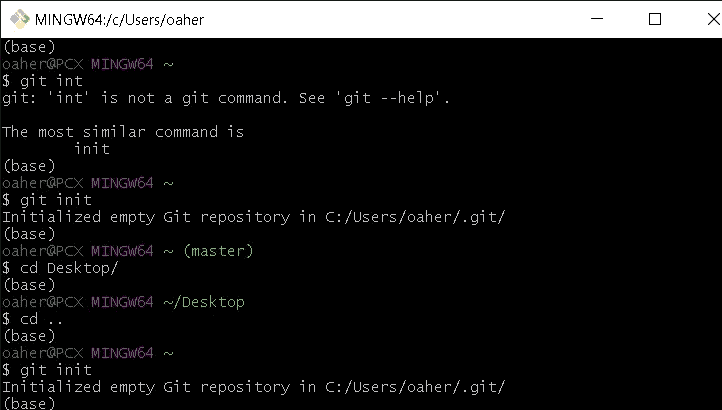 MINGW64:/c/Users/oaher
(base)
oaher@PCX MINGW64 ~
$ git int
git: 'int' is not a git command. See 'git --help'.
The most similar command is
init
(base)
oaher@PCX MINGW64 ~
$ git init
Initialized empty Git repository in C:/Users/oaher/.git/
(base)
oaher@PCX MINGW64 ~ (master)
$ cd Desktop/
(base)
oaher@PCX MINGW64 ~/Desktop
$ cd ..
(base)
oaher@PCX MINGW64 ~
$ git init
Initialized empty Git repository in C:/Users/oaher/.git/
(base)